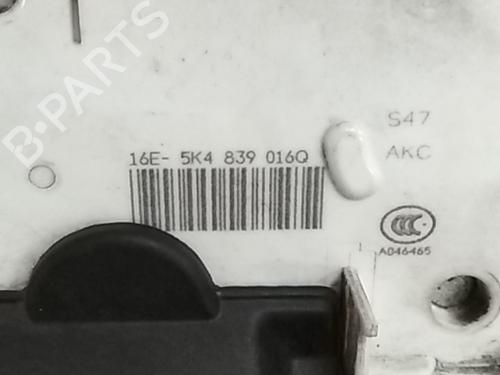 B-PARTS
16E- 5K4 839 016Q
S47
AKC
CCC
A046465